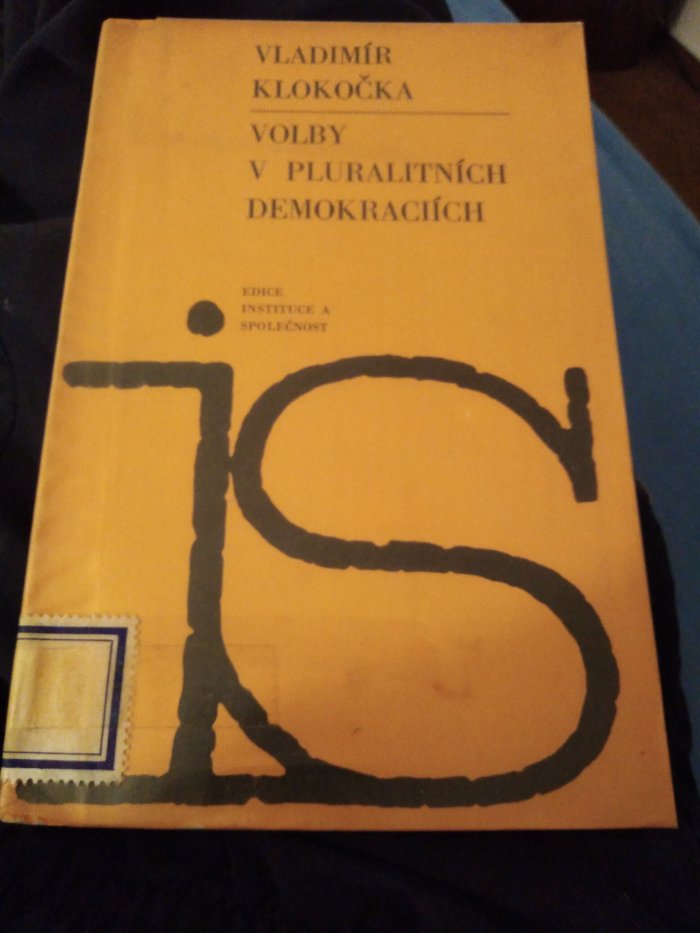 VLADIMÍR
KLOKOČKA
VOLBY
V PLURALITNÍCH
DEMOKRACIÍCH
EDICE
INSTITUCE A
SPOLEČNOST
is